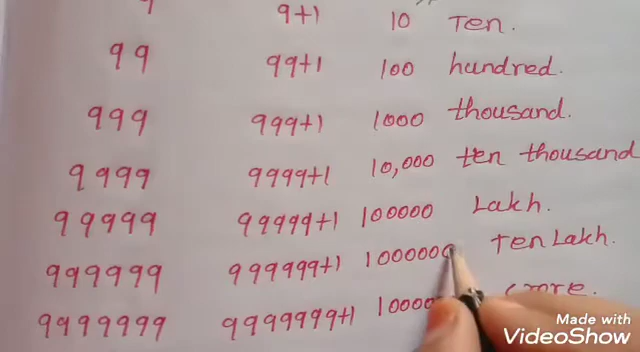 9 9+1 10 Ten.
99 99+1 100 hundred.
999 999+1 1000 thousand.
9999 9999+1 10,000 ten thousand
99999 99999+1 100000 Lakh.
999999 999999+1 1000000 Ten Lakh.
9999999 9999999+1
Made with
VideoShow